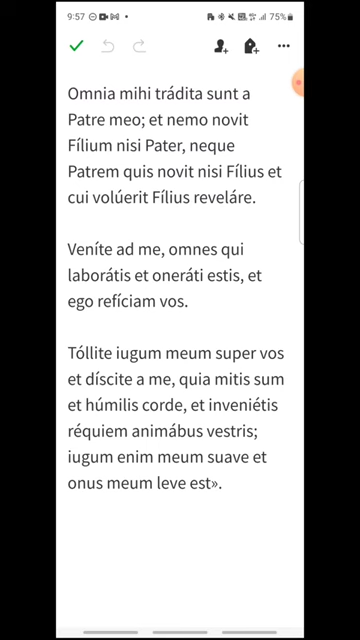 9:57
75%
Omnia mihi trádita sunt a
Patre meo; et nemo novit
Fílium nisi Pater, neque
Patrem quis novit nisi Fílius et
cui volúerit Fílius reveláre.
Veníte ad me, omnes qui
laborátis et oneráti estis, et
ego refíciam vos.
Tóllite iugum meum super vos
et díscite a me, quia mitis sum
et húmilis corde, et inveniétis
réquiem animábus vestris;
iugum enim meum suave et
onus meum leve est».